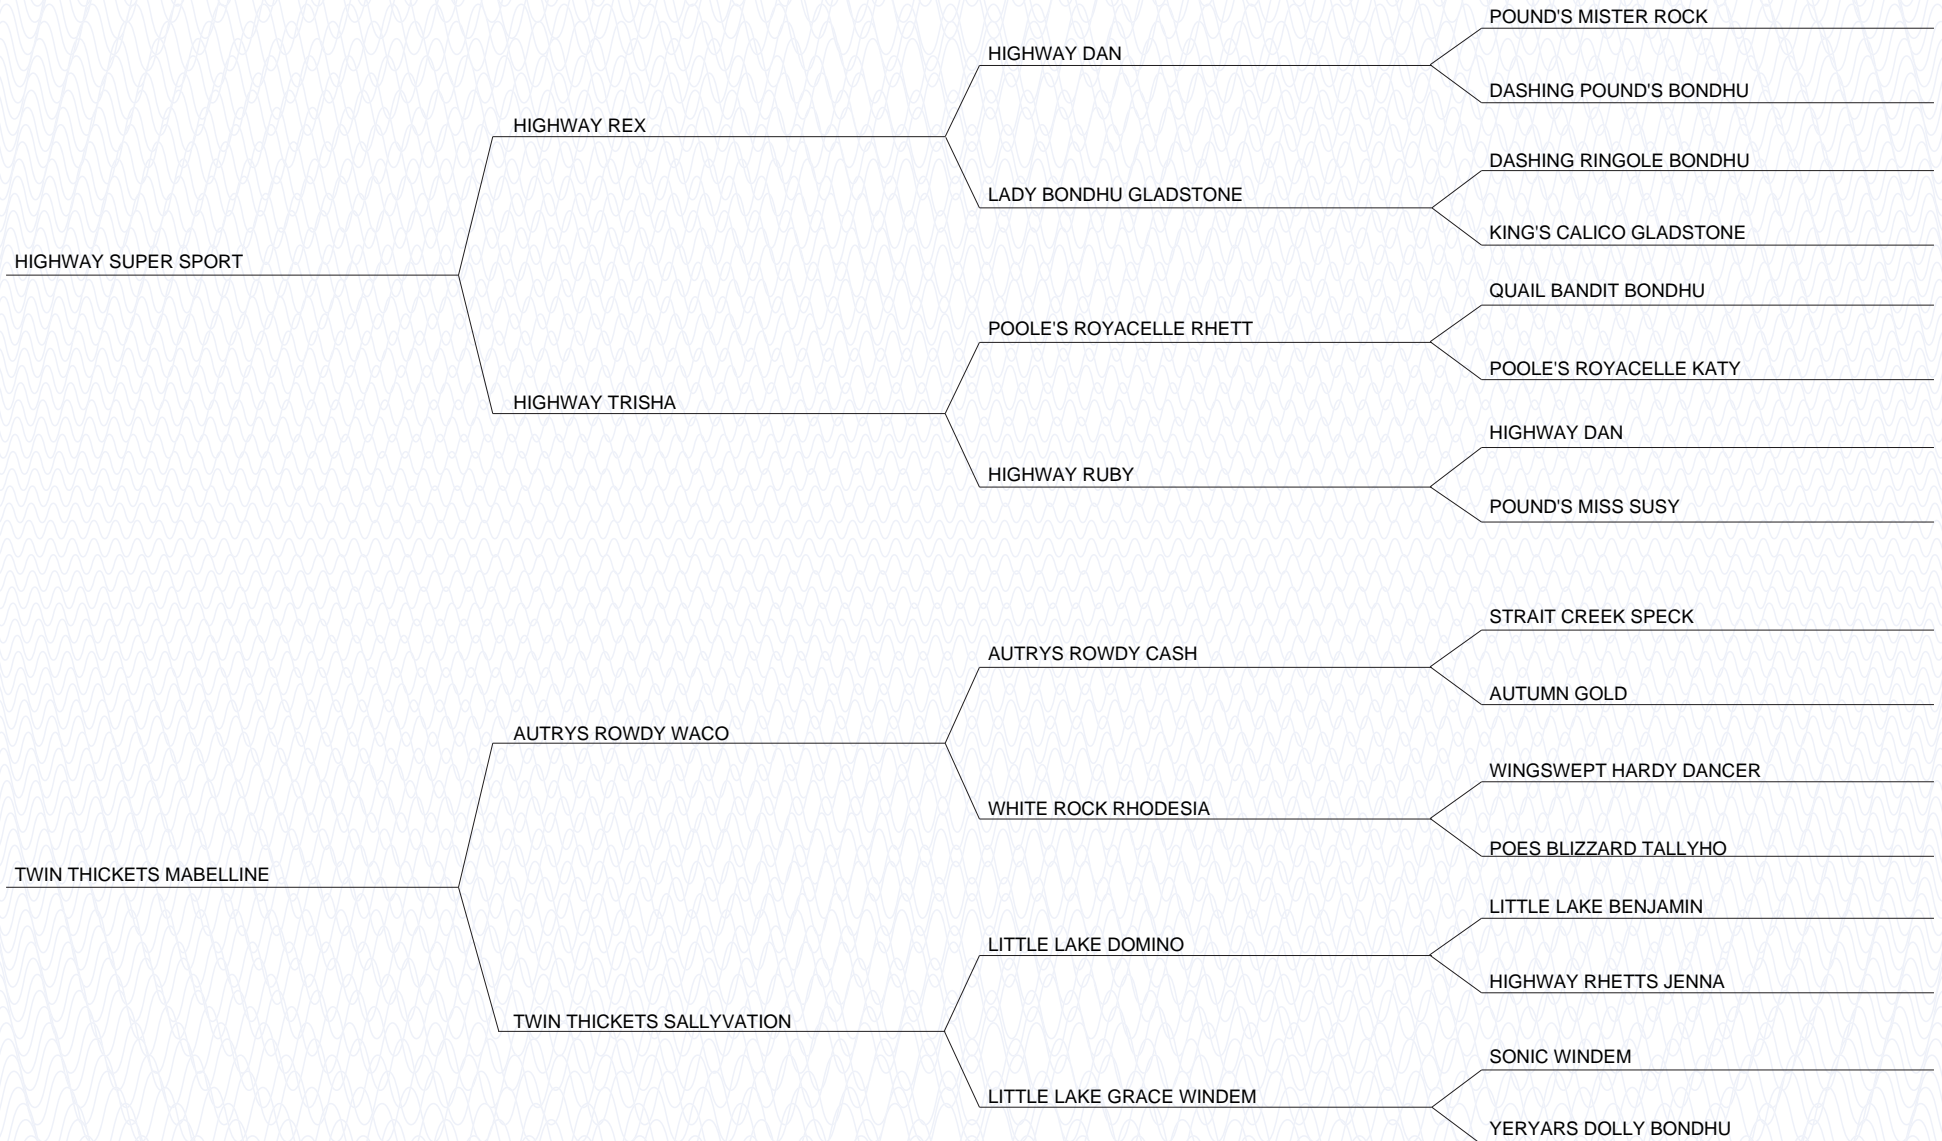 POUND'S MISTER ROCK
HIGHWAY DAN
DASHING POUND'S BONDHU
HIGHWAY REX
DASHING RINGOLE BONDHU
LADY BONDHU GLADSTONE
KING'S CALICO GLADSTONE
HIGHWAY SUPER SPORT
QUAIL BANDIT BONDHU
POOLE'S ROYACELLE RHETT
POOLE'S ROYACELLE KATY
HIGHWAY TRISHA
HIGHWAY DAN
HIGHWAY RUBY
POUND'S MISS SUSY
STRAIT CREEK SPECK
AUTRYS ROWDY CASH
AUTUMN GOLD
AUTRYS ROWDY WACO
WINGSWEPT HARDY DANCER
WHITE ROCK RHODESIA
POES BLIZZARD TALLYHO
TWIN THICKETS MABELLINE
LITTLE LAKE BENJAMIN
LITTLE LAKE DOMINO
HIGHWAY RHETTS JENNA
TWIN THICKETS SALLYVATION
SONIC WINDEM
LITTLE LAKE GRACE WINDEM
YERYARS DOLLY BONDHU